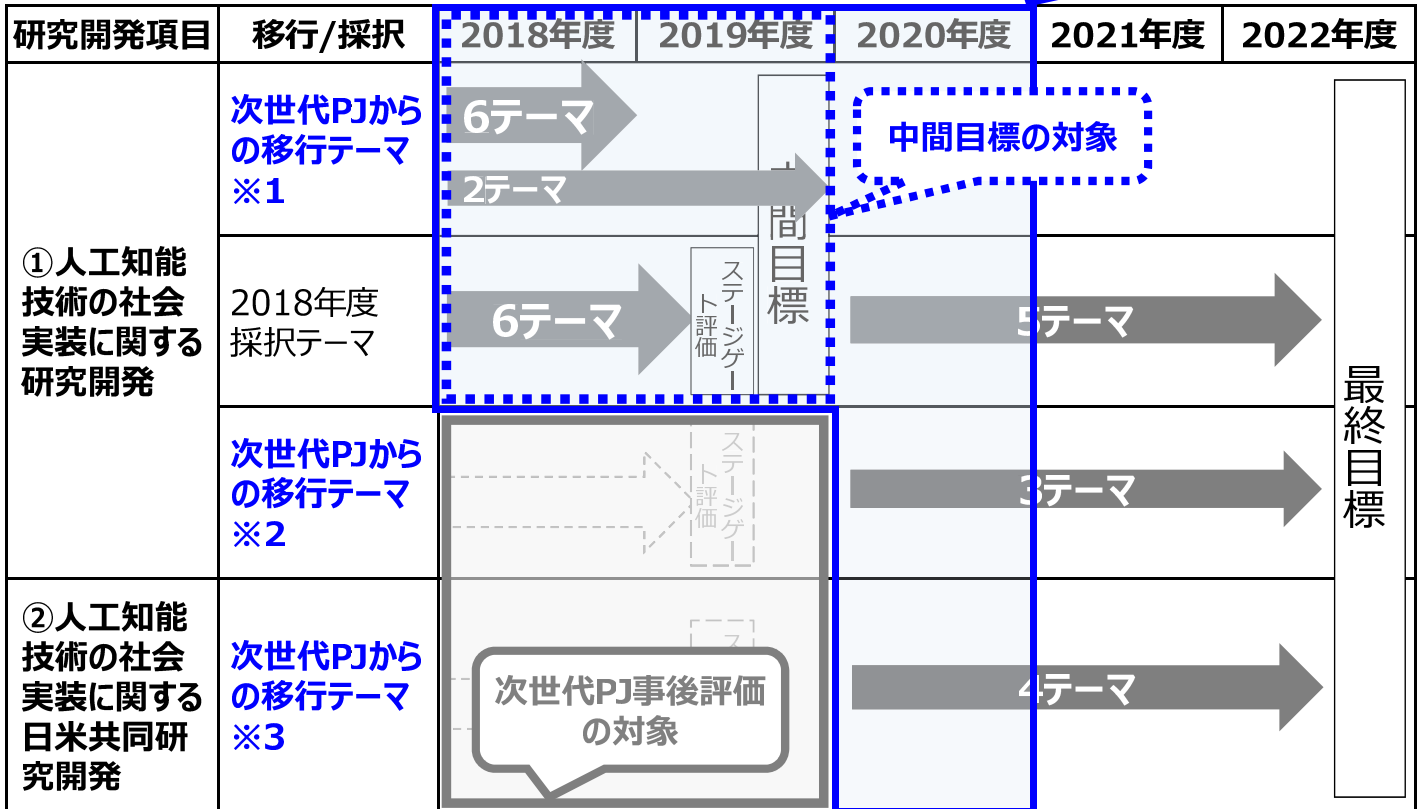 研究開発項目
移行/採択
2018年度
2019年度
2020年度
2021年度
2022年度
①人工知能
技術の社会
実装に関する
研究開発
次世代PJから
の移行テーマ
※1
6テーマ
2テーマ
中間目標
中間目標の対象
2018年度
採択テーマ
6テーマ
ステージゲー
ト評価
5テーマ
次世代PJから
の移行テーマ
※2
ステージゲー
ト評価
3テーマ
最終目標
②人工知能
技術の社会
実装に関する
日米共同研
究開発
次世代PJから
の移行テーマ
※3
ス
次世代PJ事後評価
の対象
4テーマ